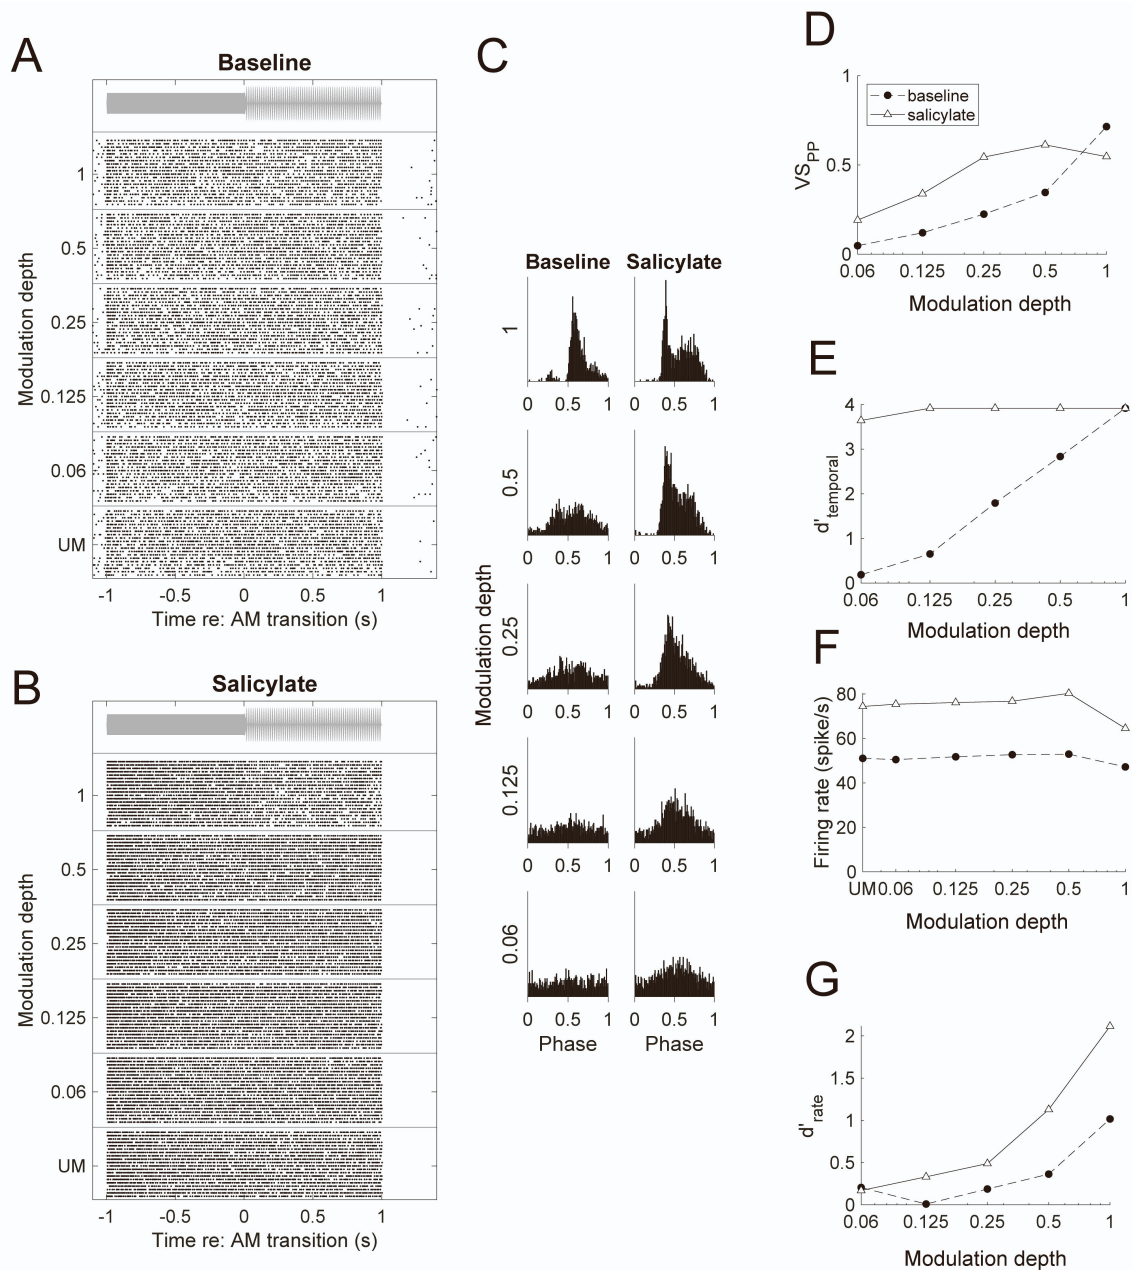 A
Baseline
Modulation depth
1
0.5
0.25
0.125
0.06
UM
-1 -0.5 0 0.5 1
Time re: AM transition (s)
B
Salicylate
Modulation depth
1
0.5
0.25
0.125
0.06
UM
-1 -0.5 0 0.5 1
Time re: AM transition (s)
C
Baseline Salicylate
Modulation depth
1
0 0.5 1 0 0.5 1
0.5
0 0.5 1 0 0.5 1
0.25
0 0.5 1 0 0.5 1
0.125
0 0.5 1 0 0.5 1
0.06
0 0.5 1 0 0.5 1
Phase Phase
D
baseline
salicylate
VSPP
1
0.5
0
0.06 0.125 0.25 0.5 1
Modulation depth
E
d'temporal
4
3
2
1
0
0.06 0.125 0.25 0.5 1
Modulation depth
F
Firing rate (spike/s)
80
60
40
20
0
UM 0.06 0.125 0.25 0.5 1
Modulation depth
G
d'rate
2
1.5
1
0.5
0
0.06 0.125 0.25 0.5 1
Modulation depth